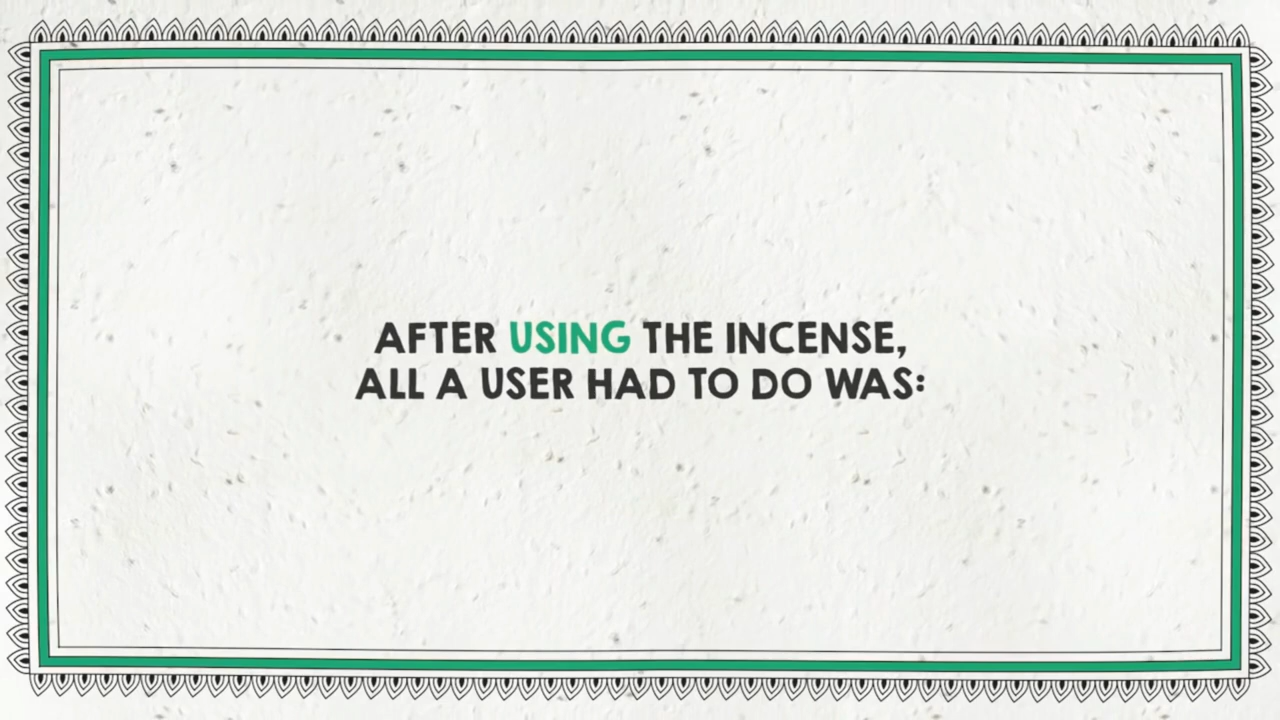 AFTER USING THE INCENSE,
ALL A USER HAD TO DO WAS: